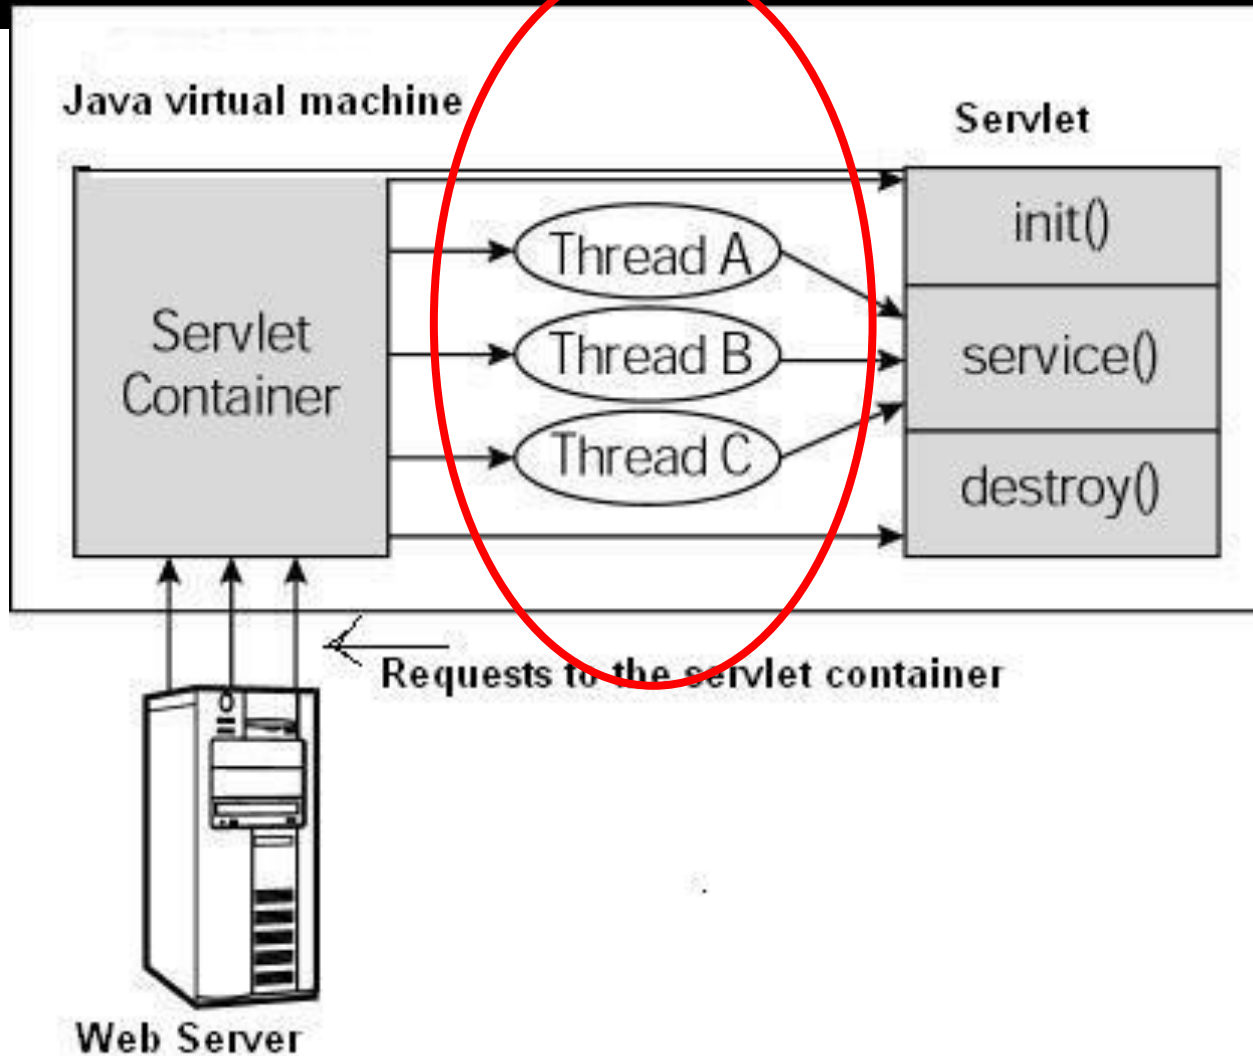 Java virtual machine
Servlet
Servlet
Container
Thread A
Thread B
Thread C
init()
service()
destroy()
Requests to the servlet container
Web Server